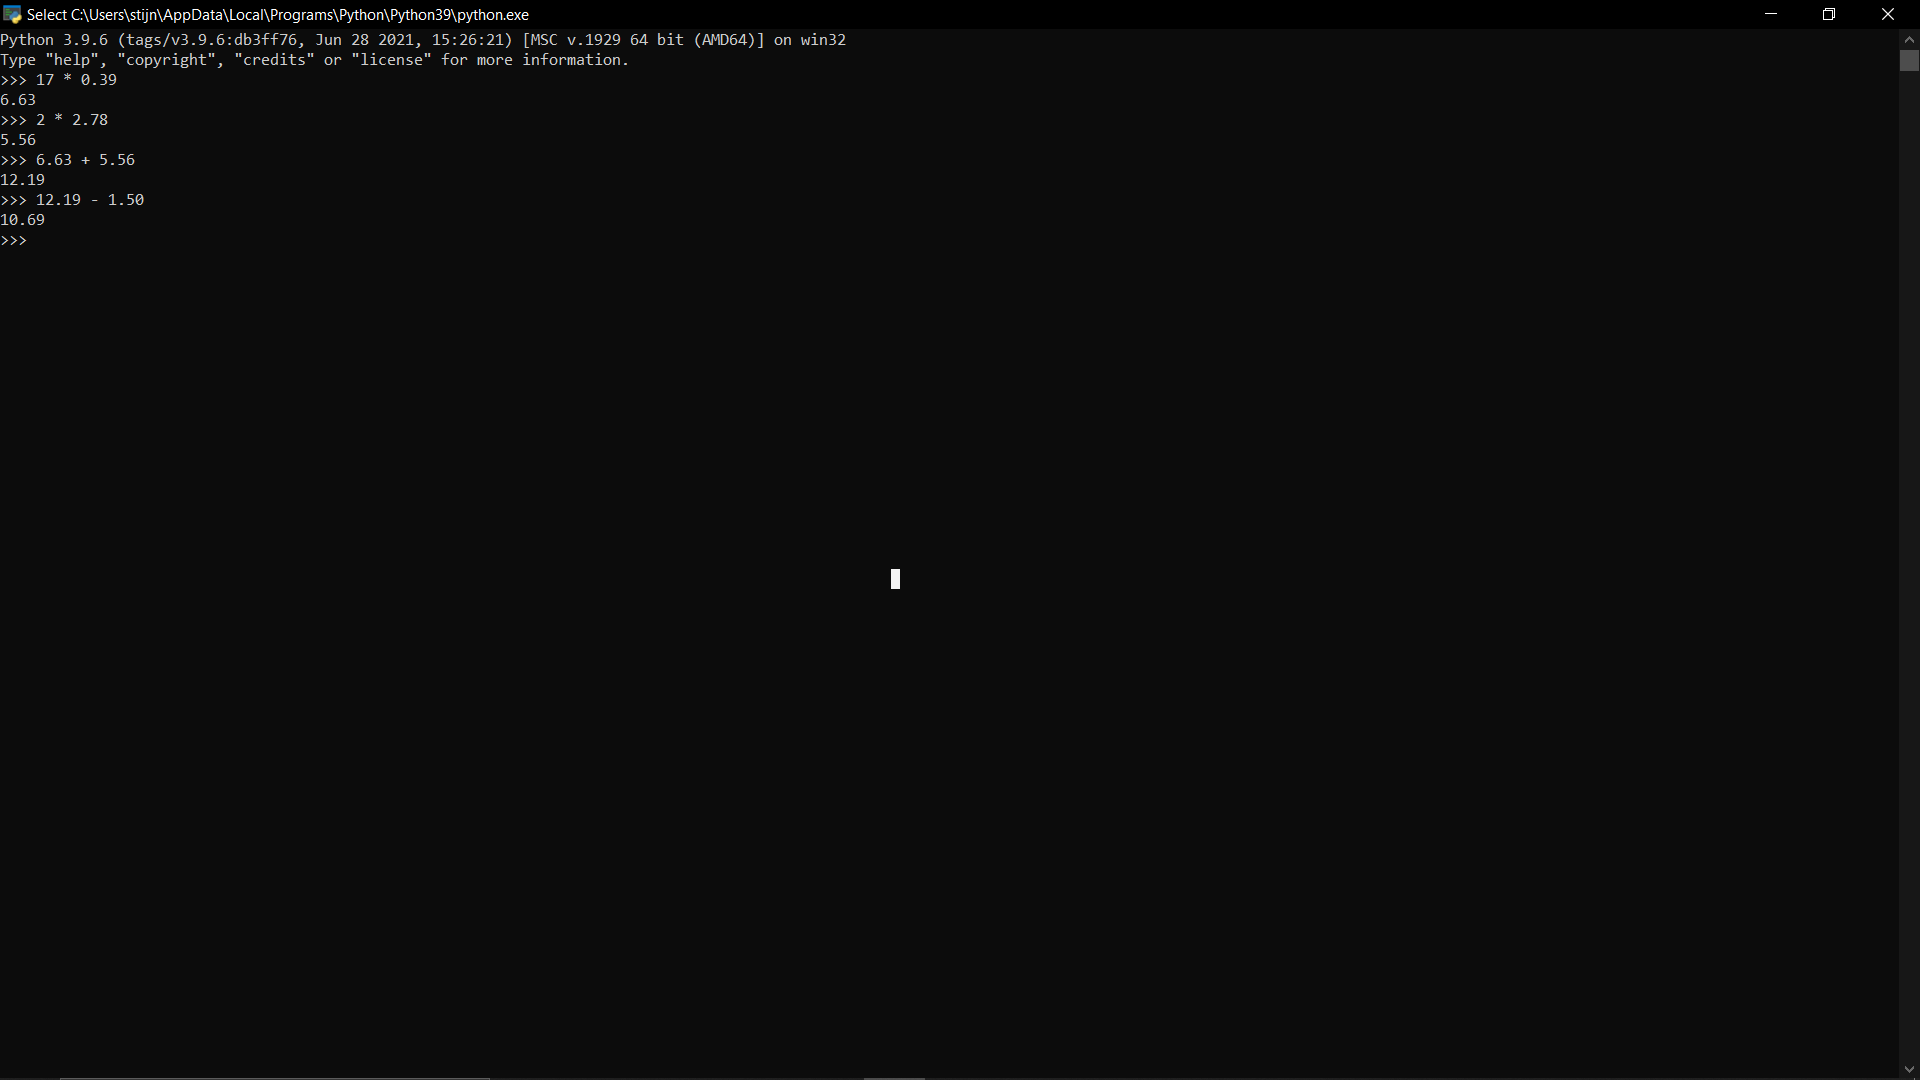 Select C:\Users\stijn\AppData\Local\Programs\Python\Python39\python.exe
Python 3.9.6 (tags/v3.9.6:db3ff76, Jun 28 2021, 15:26:21) [MSC v.1929 64 bit (AMD64)] on win32
Type "help", "copyright", "credits" or "license" for more information.
>>> 17 * 0.39
6.63
>>> 2 * 2.78
5.56
>>> 6.63 + 5.56
12.19
>>> 12.19 - 1.50
10.69
>>>